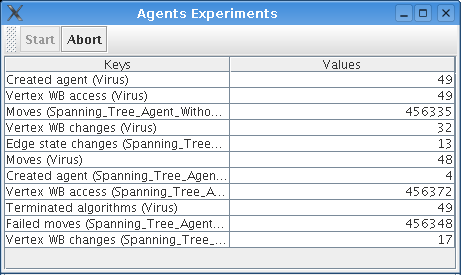 Agents Experiments
Start Abort
Keys Values
Created agent (Virus) 49
Vertex WB access (Virus) 49
Moves (Spanning_Tree_Agent_Witho... 456335
Vertex WB changes (Virus) 32
Edge state changes (Spanning_Tree... 13
Moves (Virus) 48
Created agent (Spanning_Tree_Agen... 4
Vertex WB access (Spanning_Tree_A... 456372
Terminated algorithms (Virus) 49
Failed moves (Spanning_Tree_Agent... 456348
Vertex WB changes (Spanning_Tree_... 17